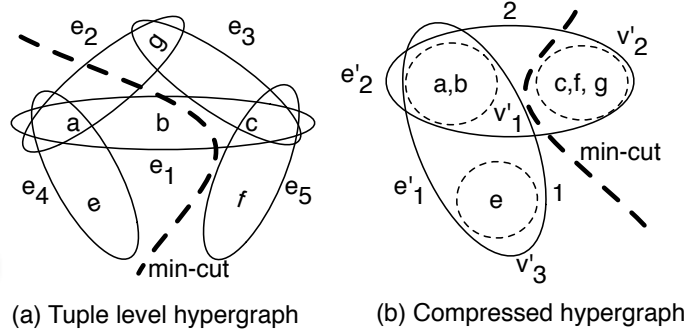 e2
g
e3
a
b
c
e1
e4
e
f
e5
min-cut
(a) Tuple level hypergraph
2
v'2
e'2
a,b
c,f, g
v'1
min-cut
e'1
e
1
v'3
(b) Compressed hypergraph